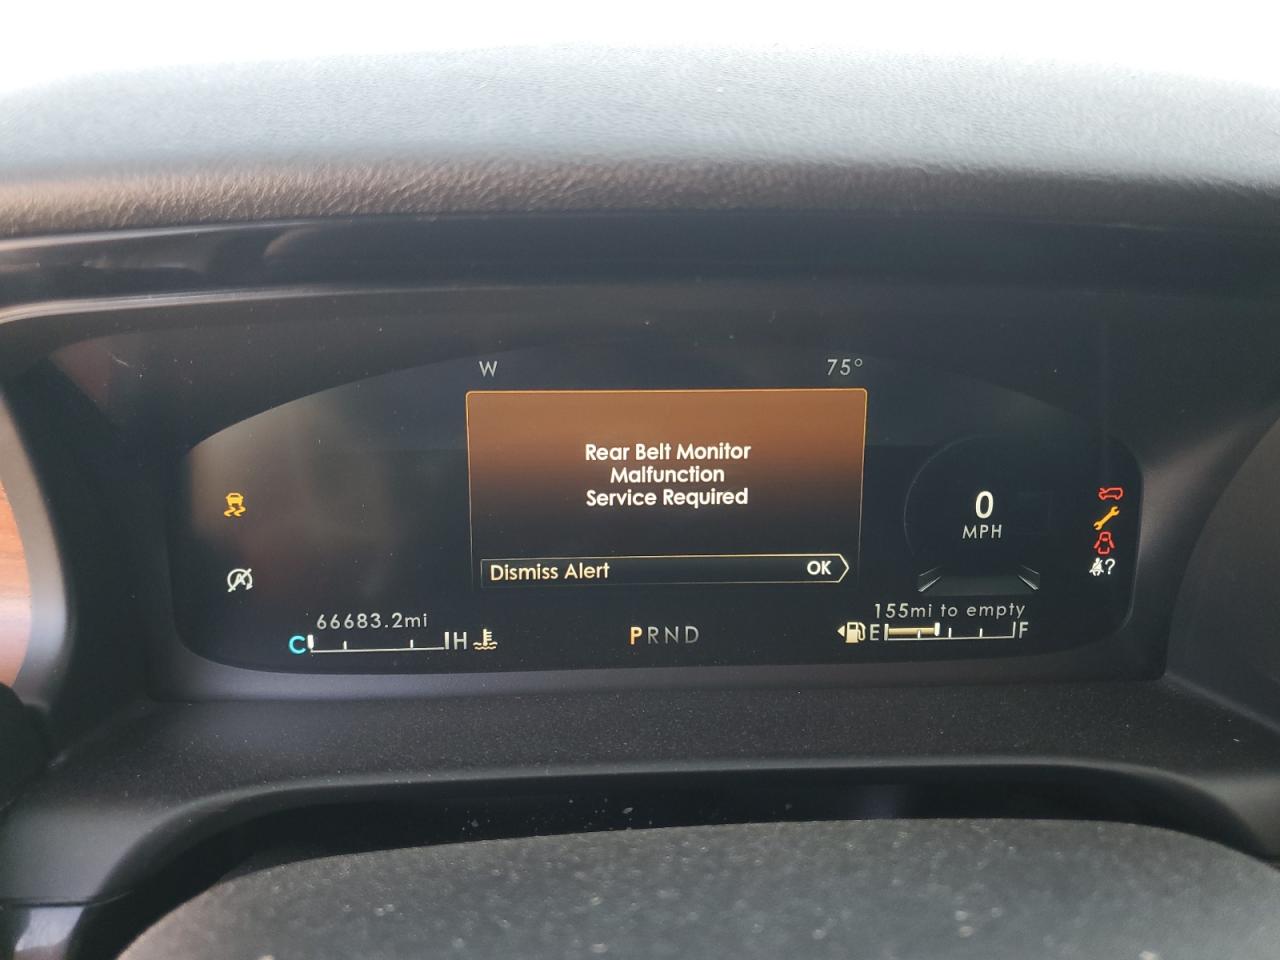 W
75°
Rear Belt Monitor
Malfunction
Service Required
Dismiss Alert OK
0
MPH
?
66683.2mi
C H
PRND
155mi to empty
E F